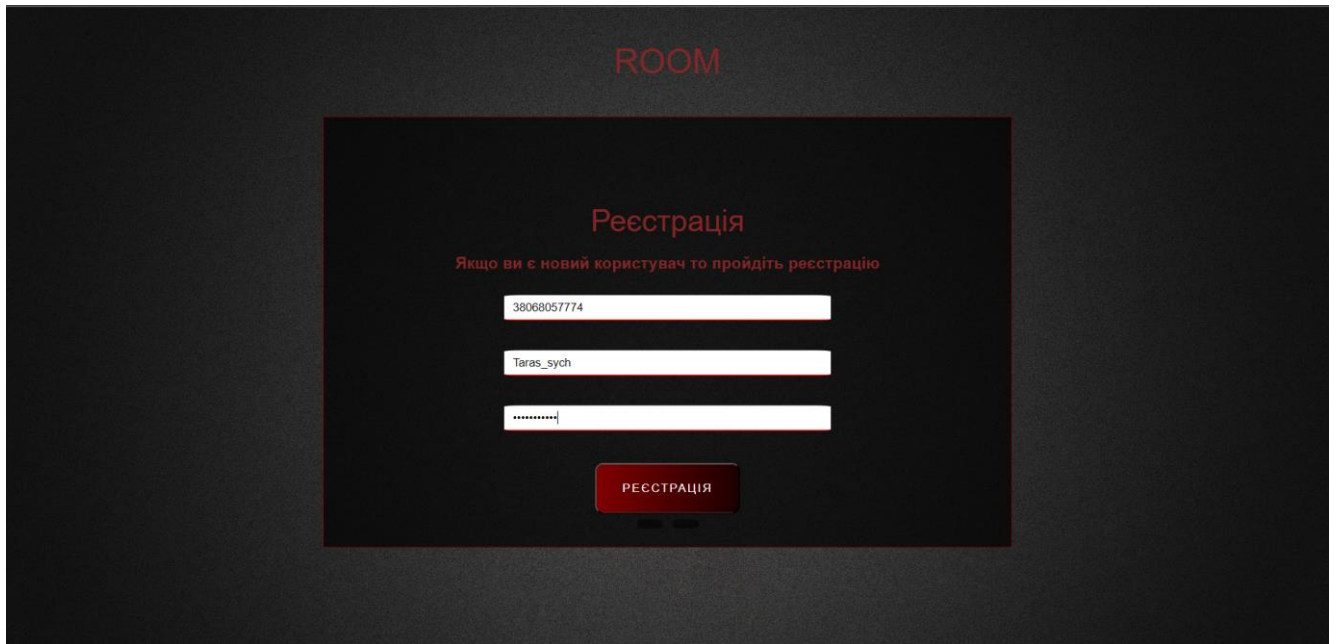 ROOM
Реєстрація
Якщо ви є новий користувач то пройдіть реєстрацію
38068057774
Taras_sych
•••••••••••
РЕЄСТРАЦІЯ